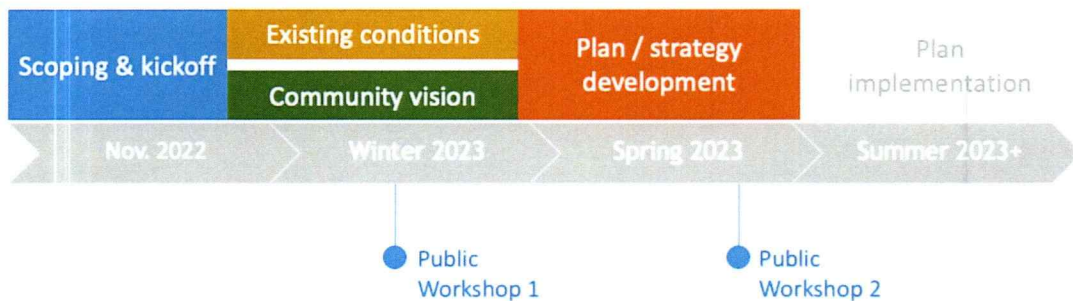 Scoping & kickoff
Existing conditions
Community vision
Plan / strategy
development
Plan
implementation
Nov. 2022
Winter 2023
Spring 2023
Summer 2023+
Public
Workshop 1
Public
Workshop 2